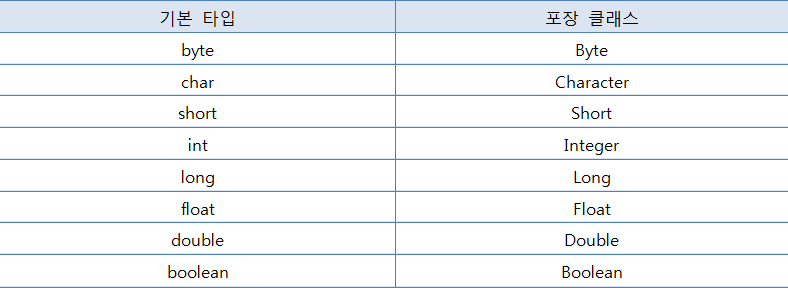 기본 타입 포장 클래스
byte Byte
char Character
short Short
int Integer
long Long
float Float
double Double
boolean Boolean